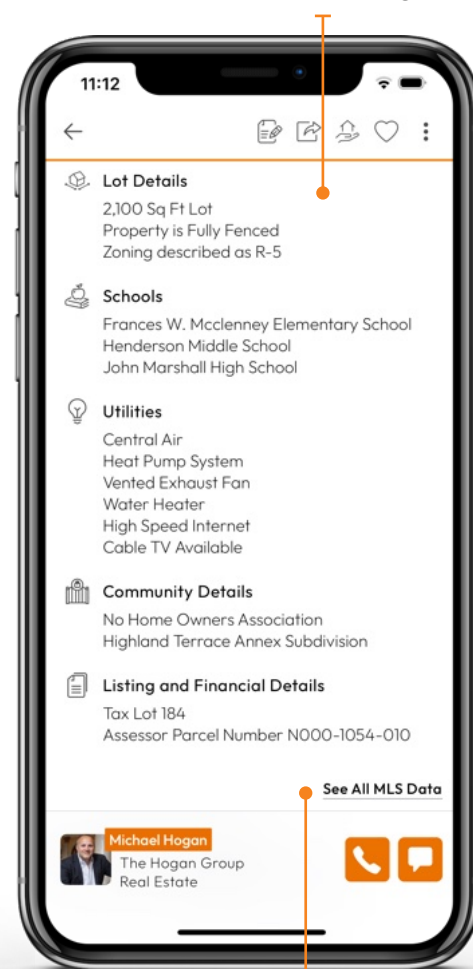 11:12
Lot Details
2,100 Sq Ft Lot
Property is Fully Fenced
Zoning described as R-5
Schools
Frances W. Mcclenney Elementary School
Henderson Middle School
John Marshall High School
Utilities
Central Air
Heat Pump System
Vented Exhaust Fan
Water Heater
High Speed Internet
Cable TV Available
Community Details
No Home Owners Association
Highland Terrace Annex Subdivision
Listing and Financial Details
Tax Lot 184
Assessor Parcel Number N000-1054-010
See All MLS Data
Michael Hogan
The Hogan Group
Real Estate